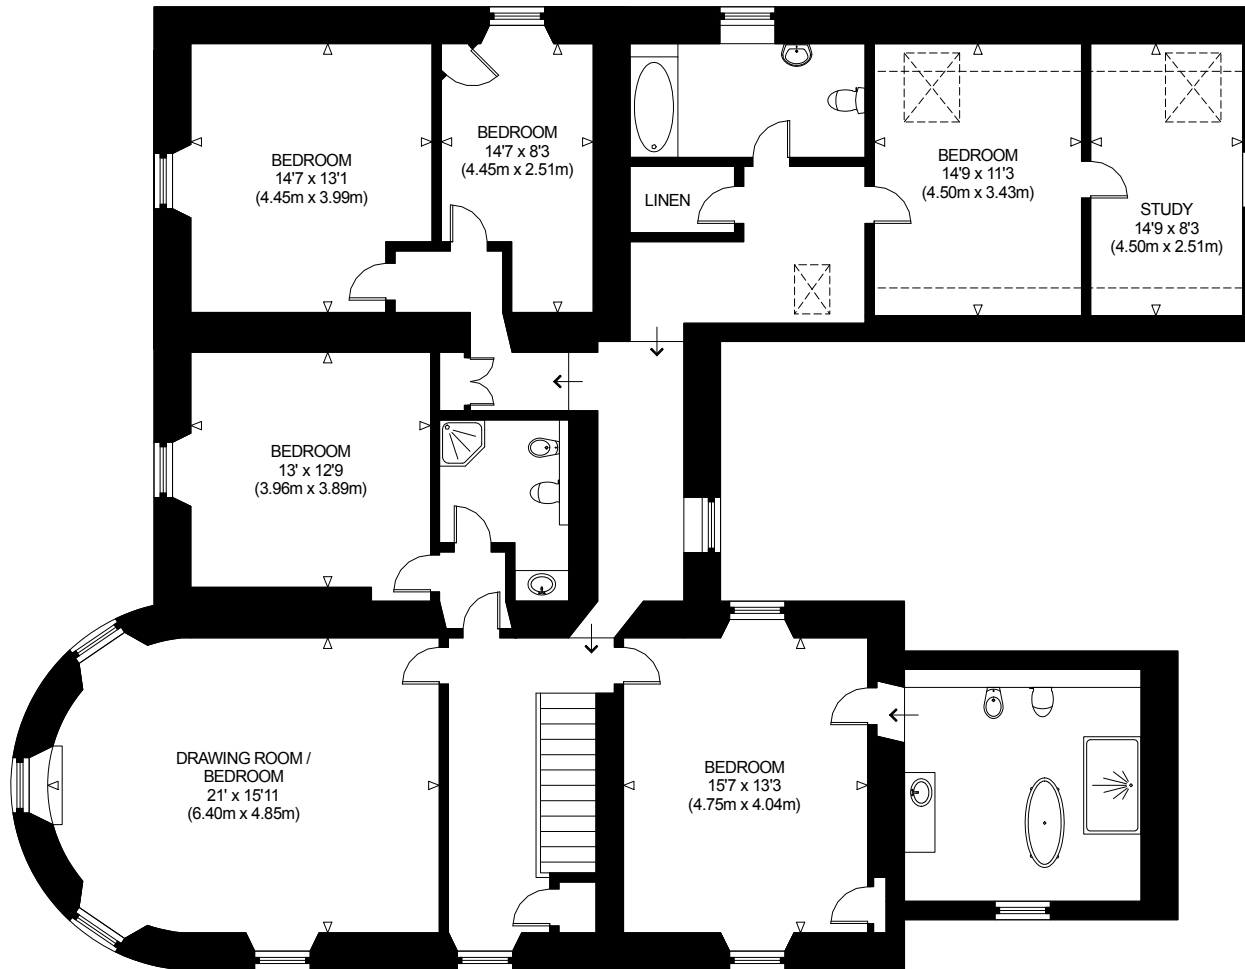 BEDROOM
14'7 x 13'1
(4.45m x 3.99m)
BEDROOM
14'7 x 8'3
(4.45m x 2.51m)
LINEN
BEDROOM
14'9 x 11'3
(4.50m x 3.43m)
STUDY
14'9 x 8'3
(4.50m x 2.51m)
BEDROOM
13' x 12'9
(3.96m x 3.89m)
DRAWING ROOM /
BEDROOM
21' x 15'11
(6.40m x 4.85m)
BEDROOM
15'7 x 13'3
(4.75m x 4.04m)